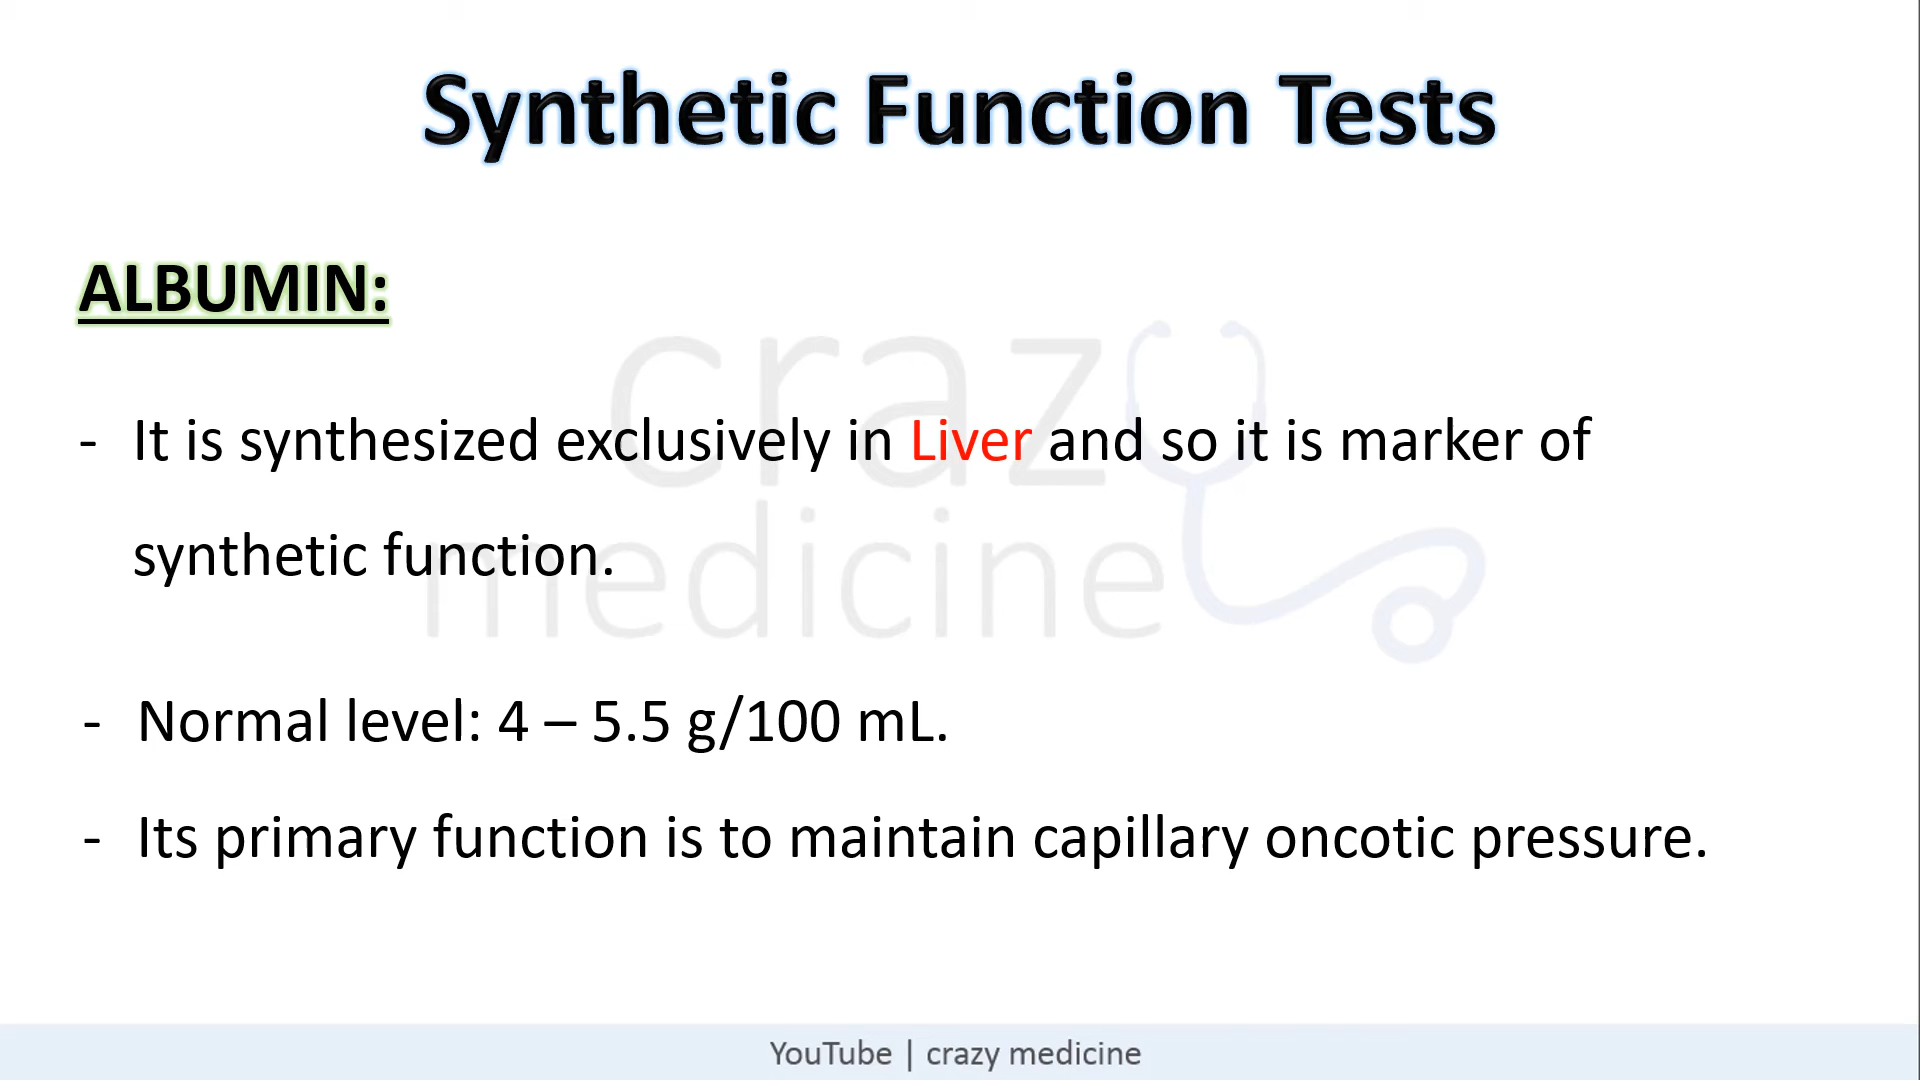 Synthetic Function Tests
ALBUMIN:
- It is synthesized exclusively in Liver and so it is marker of
synthetic function.
- Normal level: 4 – 5.5 g/100 mL.
- Its primary function is to maintain capillary oncotic pressure.
crazy
medicine
YouTube | crazy medicine